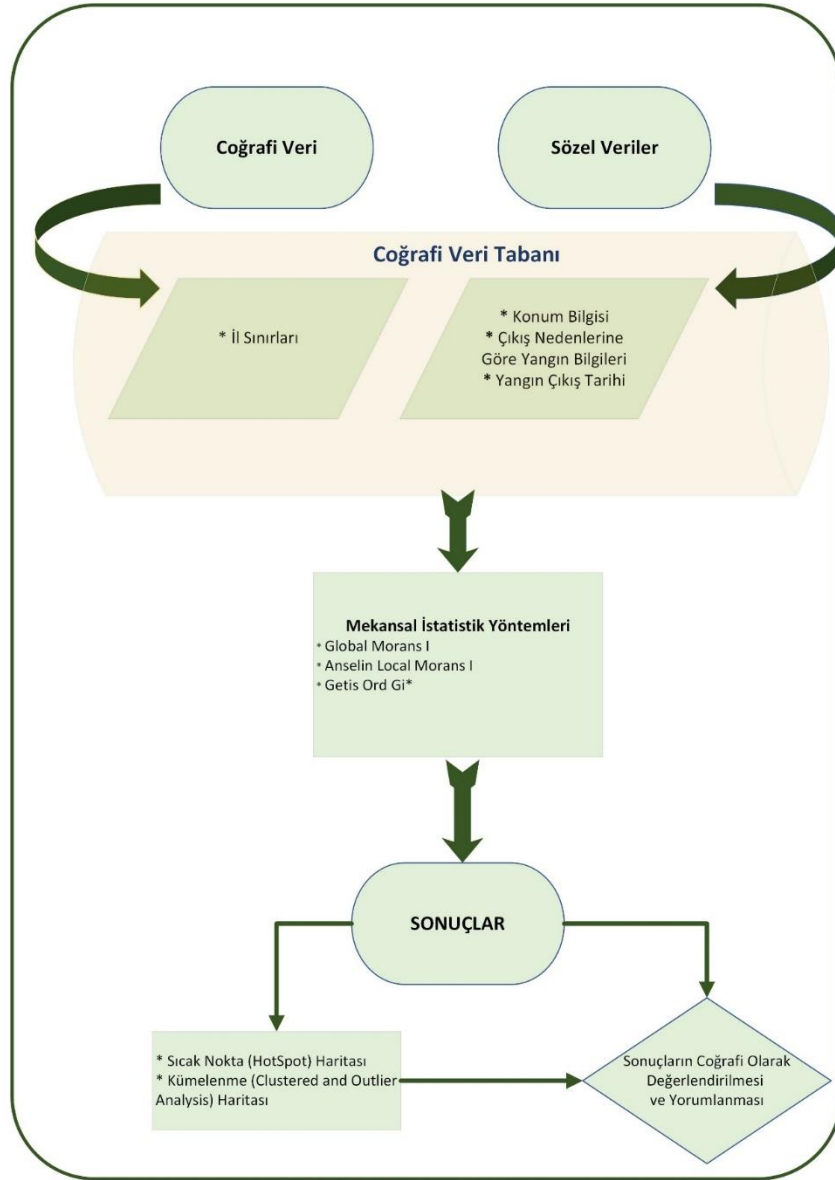 Coğrafi Veri
Sözel Veriler
Coğrafi Veri Tabanı
* İl Sınırları
* Konum Bilgisi
* Çıkış Nedenlerine
Göre Yangın Bilgileri
* Yangın Çıkış Tarihi
Mekansal İstatistik Yöntemleri
* Global Morans I
* Anselin Local Morans I
* Getis Ord Gi*
SONUÇLAR
* Sıcak Nokta (HotSpot) Haritası
* Kümelenme (Clustered and Outlier
Analysis) Haritası
Sonuçların Coğrafi Olarak
Değerlendirilmesi
ve Yorumlanması